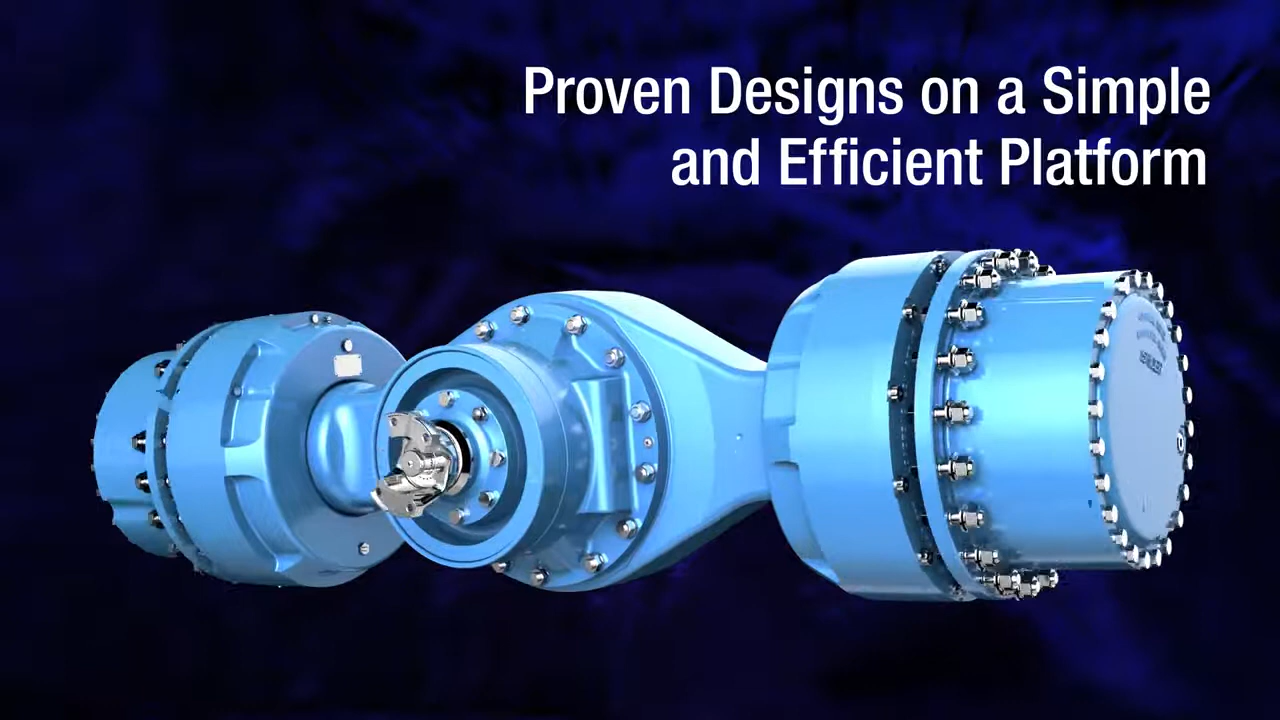 Proven Designs on a Simple
and Efficient Platform